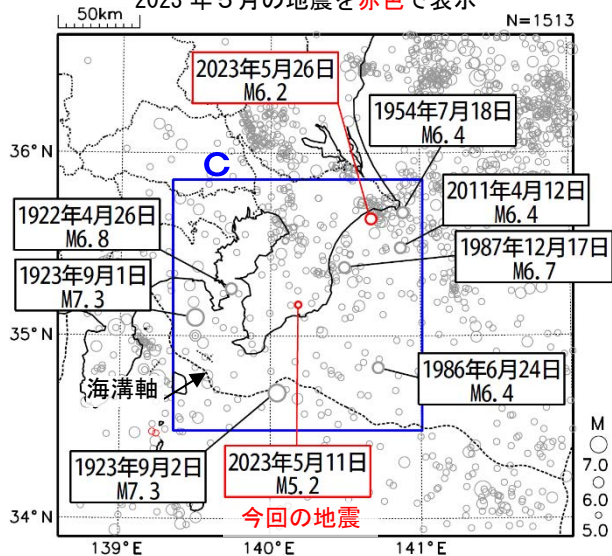 2023年5月の地震を赤色で表示
50km
N=1513
2023年5月26日
M6.2
1954年7月18日
M6.4
36°N
C
2011年4月12日
M6.4
1922年4月26日
M6.8
1987年12月17日
M6.7
1923年9月1日
M7.3
35°N
海溝軸
1986年6月24日
M6.4
1923年9月2日
M7.3
2023年5月11日
M5.2
今回の地震
M
7.0
6.0
5.0
34°N
139°E
140°E
141°E